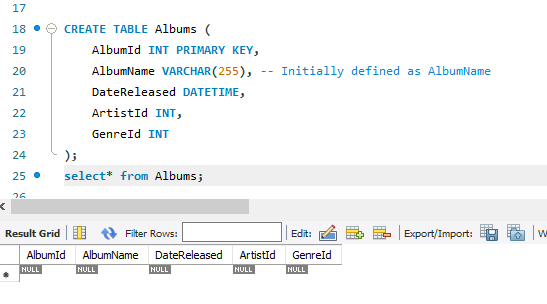 17
18 CREATE TABLE Albums (
19 AlbumId INT PRIMARY KEY,
20 AlbumName VARCHAR(255), -- Initially defined as AlbumName
21 DateReleased DATETIME,
22 ArtistId INT,
23 GenreId INT
24 );
25 select* from Albums;
26
Result Grid Filter Rows: Edit: Export/Import: W
AlbumId AlbumName DateReleased ArtistId GenreId
NULL NULL NULL NULL NULL